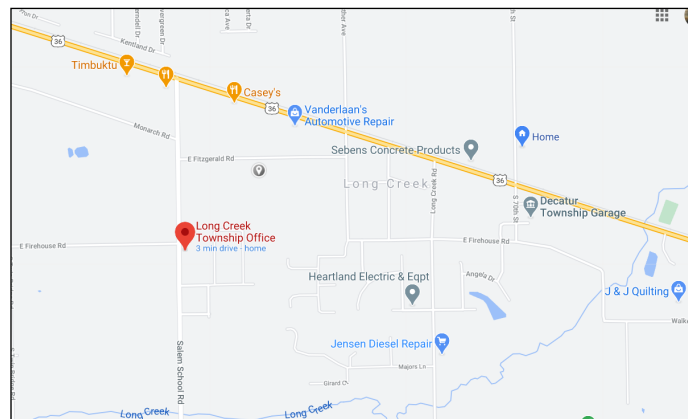 Kentland Dr
36
Timbuktu
Casey's
36
Vanderlaan's
Automotive Repair
Monarch Rd
Home
Sebens Concrete Products
E Fitzgerald Rd
Long Creek
Long Creek Rd
36
S 70th St
Decatur
Township Garage
Long Creek
Township Office
3 min drive - home
E Firehouse Rd
E Firehouse Rd
Heartland Electric & Eqpt
Angela Dr
J & J Quilting
Jensen Diesel Repair
Salem School Rd
Majors Ln
Girard Ct
Long Creek
Long Creek